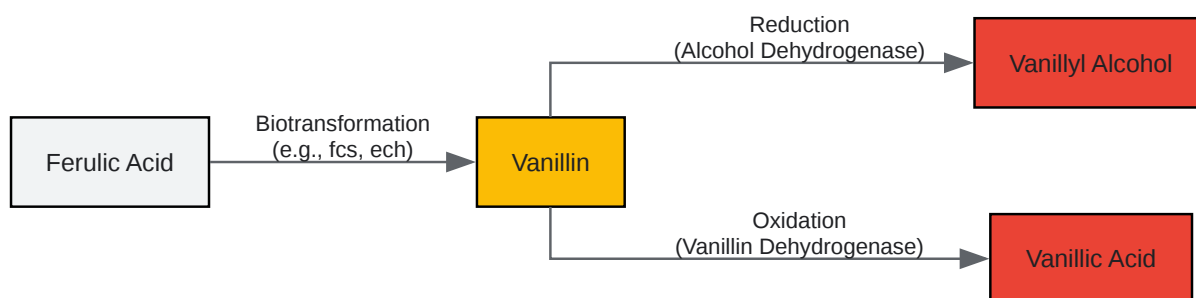 Reduction
(Alcohol Dehydrogenase)
Vanillyl Alcohol
Biotransformation
(e.g., fcs, ech)
Ferulic Acid
Vanillin
Oxidation
(Vanillin Dehydrogenase)
Vanillic Acid